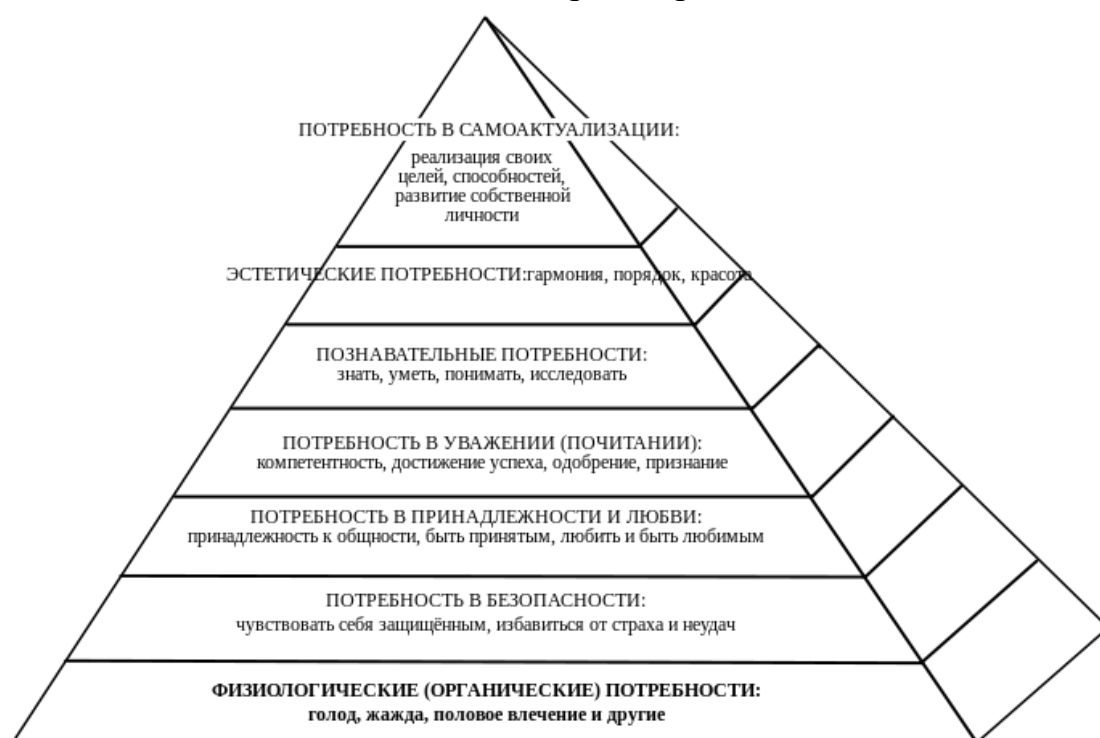 ПОТРЕБНОСТЬ В САМОАКТУАЛИЗАЦИИ:
реализация своих
целей, способностей,
развитие собственной
личности
ЭСТЕТИЧЕСКИЕ ПОТРЕБНОСТИ:гармония, порядок, красота
ПОЗНАВАТЕЛЬНЫЕ ПОТРЕБНОСТИ:
знать, уметь, понимать, исследовать
ПОТРЕБНОСТЬ В УВАЖЕНИИ (ПОЧИТАНИИ):
компетентность, достижение успеха, одобрение, признание
ПОТРЕБНОСТЬ В ПРИНАДЛЕЖНОСТИ И ЛЮБВИ:
принадлежность к общности, быть принятым, любить и быть любимым
ПОТРЕБНОСТЬ В БЕЗОПАСНОСТИ:
чувствовать себя защищённым, избавиться от страха и неудач
ФИЗИОЛОГИЧЕСКИЕ (ОРГАНИЧЕСКИЕ) ПОТРЕБНОСТИ:
голод, жажда, половое влечение и другие